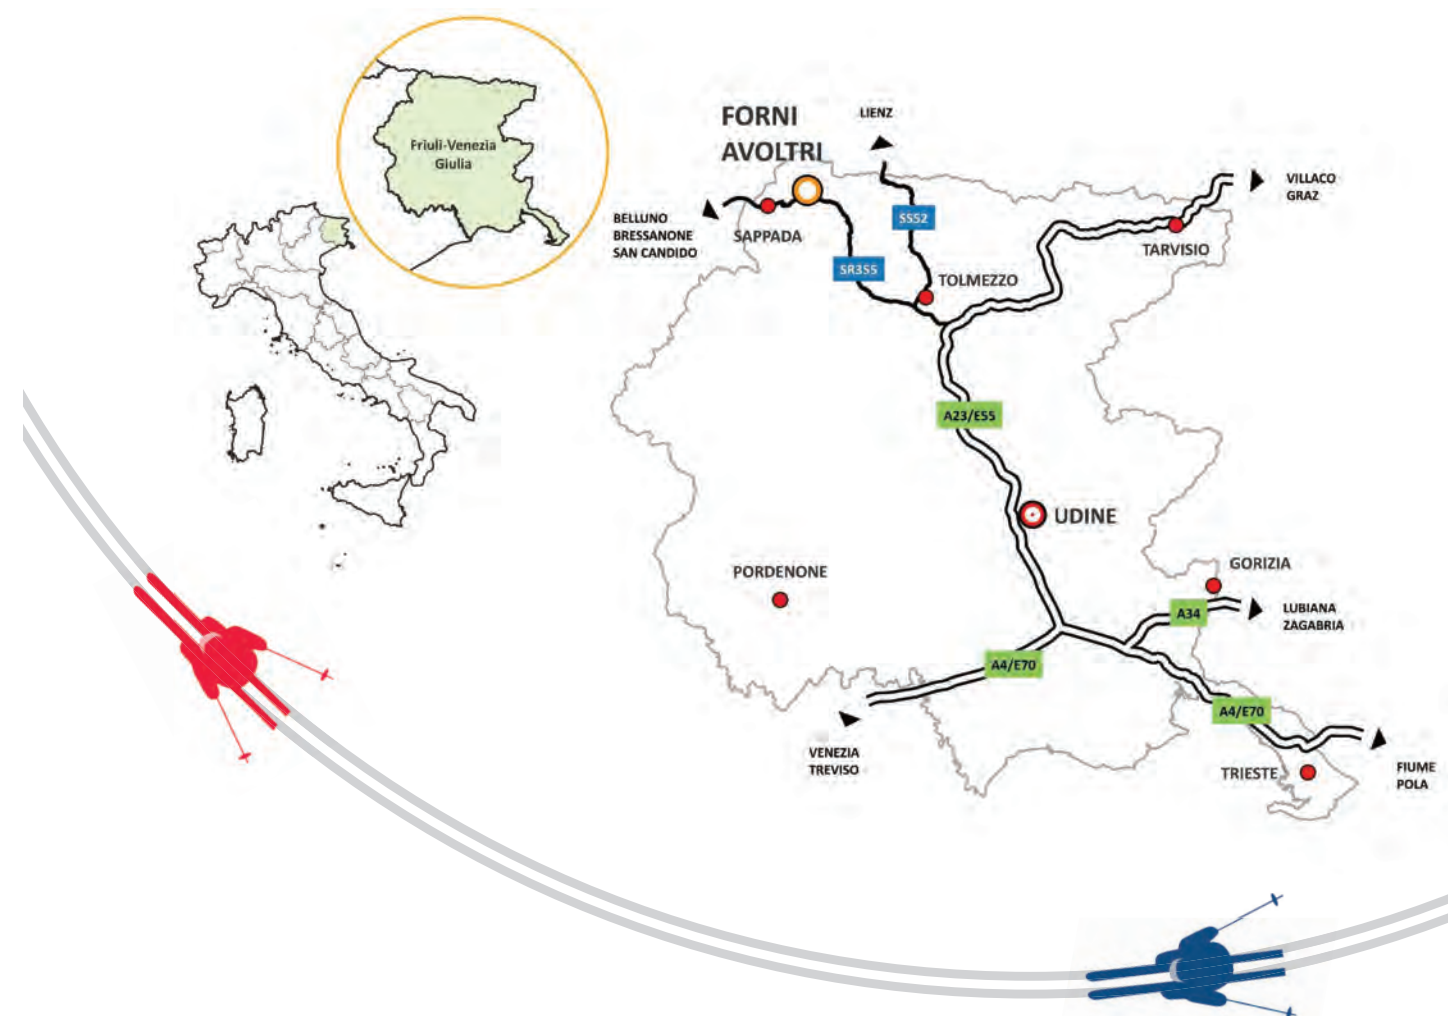 Friuli-Venezia
Giulia
FORNI
AVOLTRI
LIENZ
VILLACO
GRAZ
BELLUNO
BRESSANONE
SAN CANDIDO
SAPPADA
SS52
TARVISIO
SR355
TOLMEZZO
A23/E55
UDINE
PORDENONE
GORIZIA
A34
LUBIANA
ZAGABRIA
A4/E70
A4/E70
VENEZIA
TREVISO
TRIESTE
FIUME
POLA